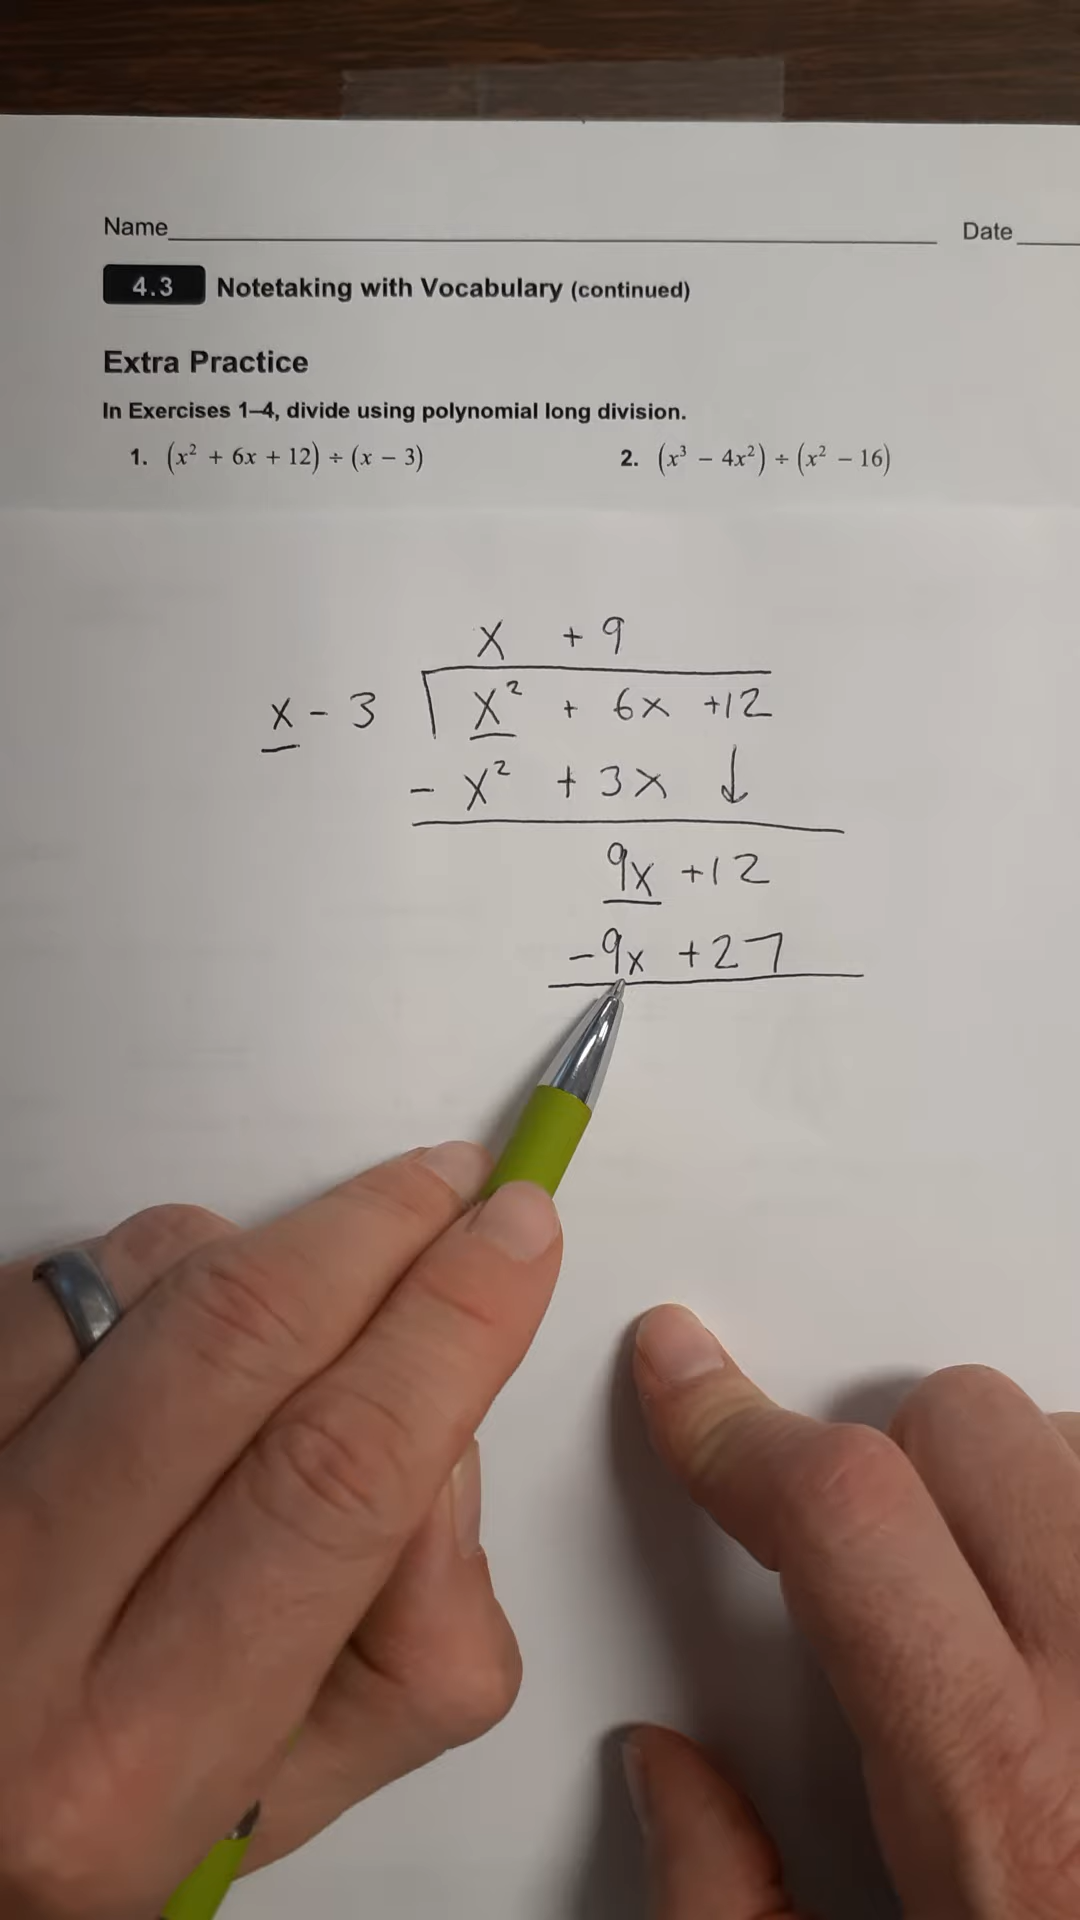 Name Date
4.3 Notetaking with Vocabulary (continued)
Extra Practice
In Exercises 1–4, divide using polynomial long division.
1. (x² + 6x + 12) ÷ (x − 3) 2. (x³ − 4x²) ÷ (x² − 16)
x + 9
x - 3 x² + 6x +12
- x² + 3x ↓
9x +12
-9x +27